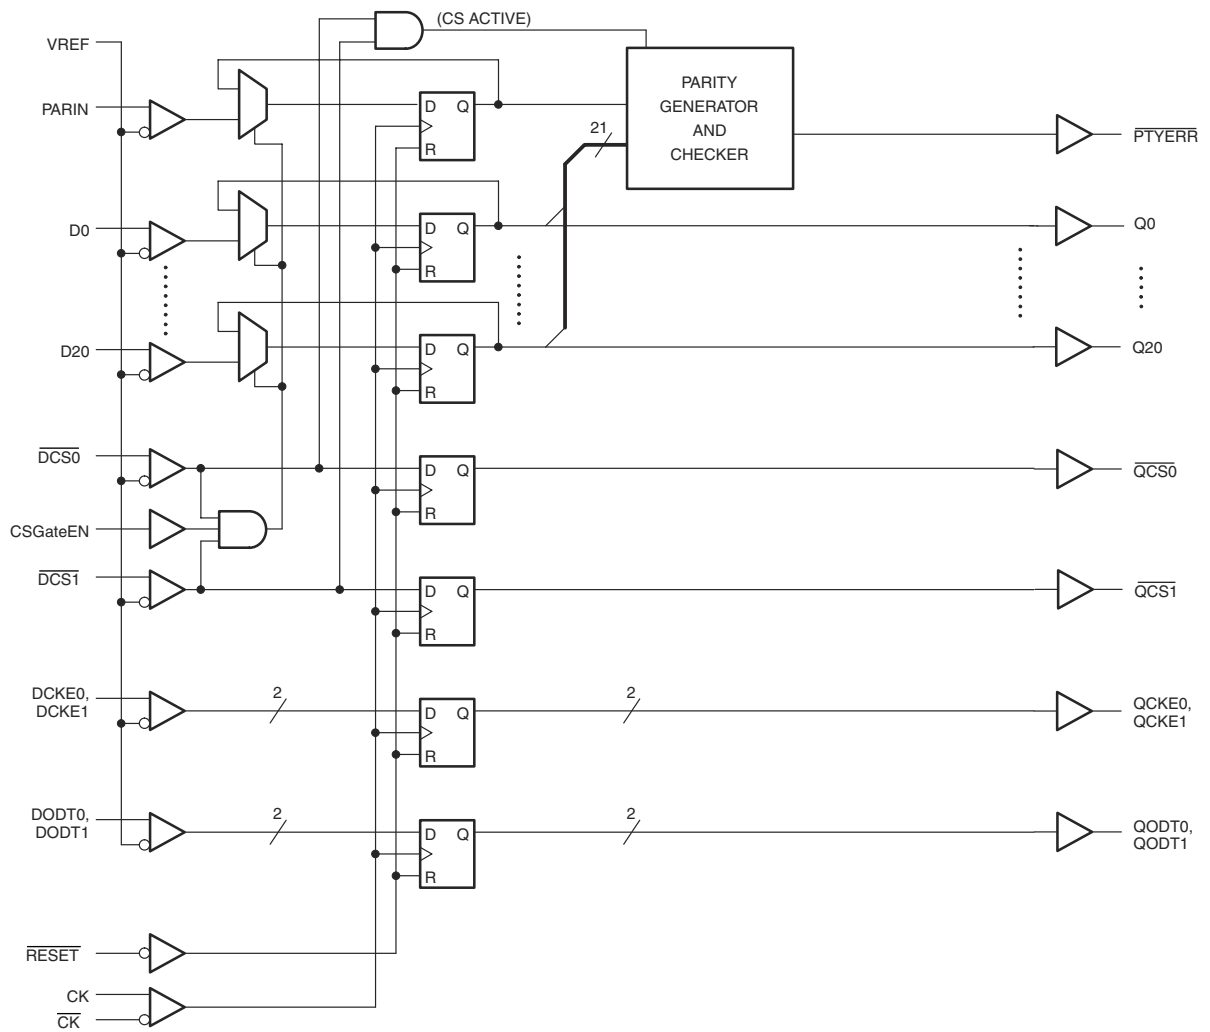 (CS ACTIVE)
VREF
PARIN
D Q
R
21
PARITY
GENERATOR
AND
CHECKER
PTYERR
D0
D Q
R
Q0
D20
D Q
R
Q20
DCS0
D Q
R
QCS0
CSGateEN
DCS1
D Q
R
QCS1
DCKE0,
DCKE1
2
D Q
R
2
QCKE0,
QCKE1
DODT0,
DODT1
2
D Q
R
2
QODT0,
QODT1
RESET
CK
CK